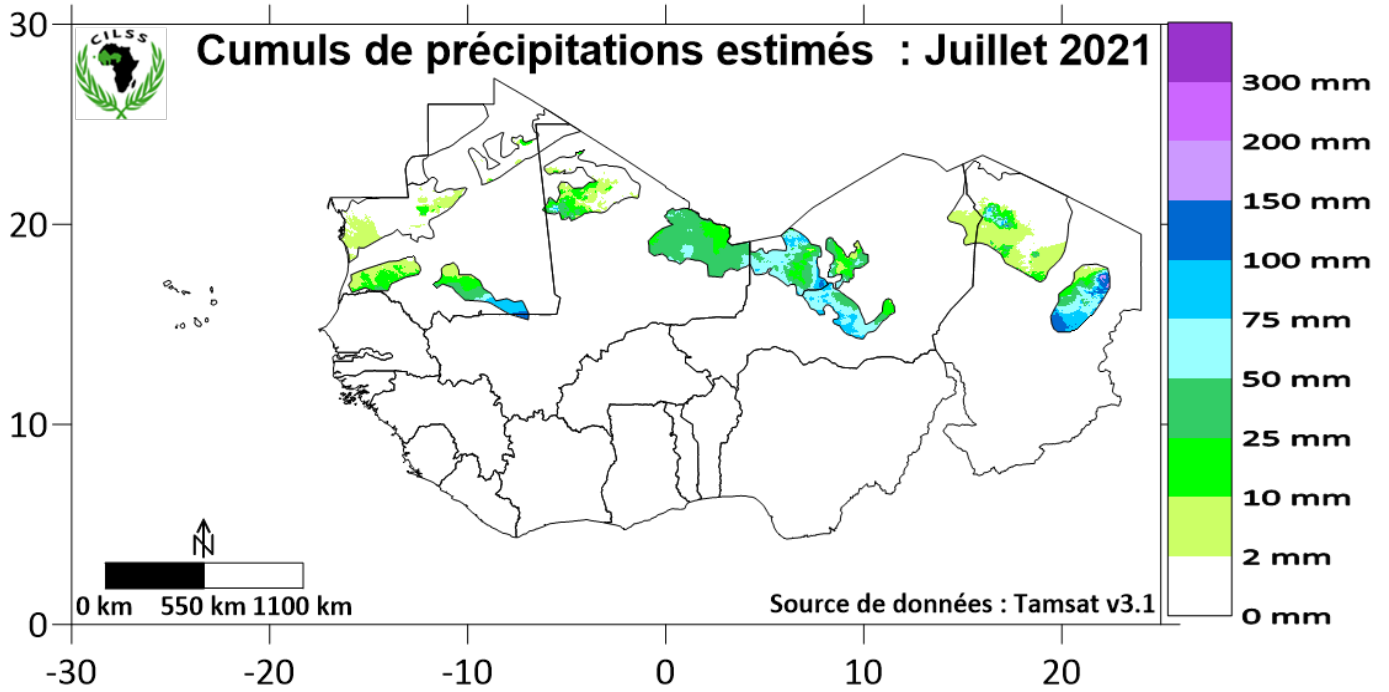 30
CILSS
Cumuls de précipitations estimés : Juillet 2021
300 mm
200 mm
150 mm
100 mm
75 mm
50 mm
25 mm
10 mm
2 mm
0 mm
20
10
0
N
0 km 550 km 1100 km
Source de données : Tamsat v3.1
-30 -20 -10 0 10 20